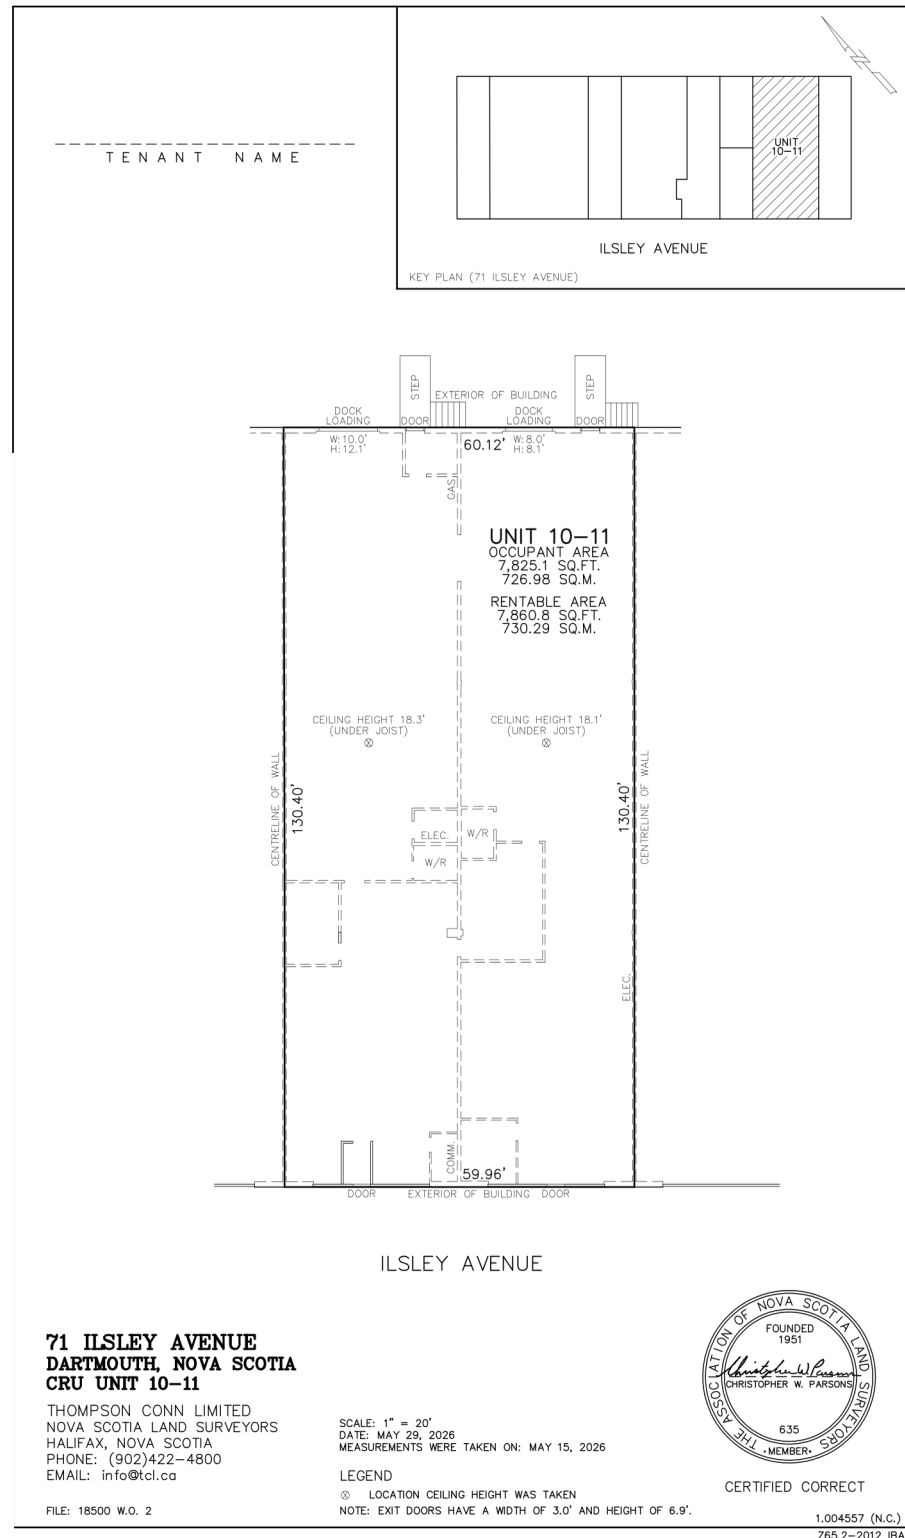 TENANT NAME
UNIT
10-11
ILSLEY AVENUE
KEY PLAN (71 ILSLEY AVENUE)
STEP
STEP
EXTERIOR OF BUILDING
DOCK
LOADING
DOOR
DOCK
LOADING
DOOR
W: 10.0'
H: 12.1'
60.12'
W: 8.0'
H: 8.1'
GAS.
UNIT 10-11
OCCUPANT AREA
7,825.1 SQ.FT.
726.98 SQ.M.
RENTABLE AREA
7,860.8 SQ.FT.
730.29 SQ.M.
CEILING HEIGHT 18.3'
(UNDER JOIST)
CEILING HEIGHT 18.1'
(UNDER JOIST)
CENTRELINE OF WALL
130.40'
130.40'
CENTRELINE OF WALL
ELEC.
W/R
W/R
ELEC.
COMM.
59.96'
DOOR
EXTERIOR OF BUILDING
DOOR
ILSLEY AVENUE
71 ILSLEY AVENUE
DARTMOUTH, NOVA SCOTIA
CRU UNIT 10-11
THOMPSON CONN LIMITED
NOVA SCOTIA LAND SURVEYORS
HALIFAX, NOVA SCOTIA
PHONE: (902)422-4800
EMAIL: info@tcl.ca
FILE: 18500 W.O. 2
SCALE: 1" = 20'
DATE: MAY 29, 2026
MEASUREMENTS WERE TAKEN ON: MAY 15, 2026
LEGEND
LOCATION CEILING HEIGHT WAS TAKEN
NOTE: EXIT DOORS HAVE A WIDTH OF 3.0' AND HEIGHT OF 6.9'.
THE ASSOCIATION OF NOVA SCOTIA LAND SURVEYORS
FOUNDED
1951
Christopher W Parsons
CHRISTOPHER W. PARSONS
635
·MEMBER·
CERTIFIED CORRECT
1.004557 (N.C.)
765.2-2012 IBA